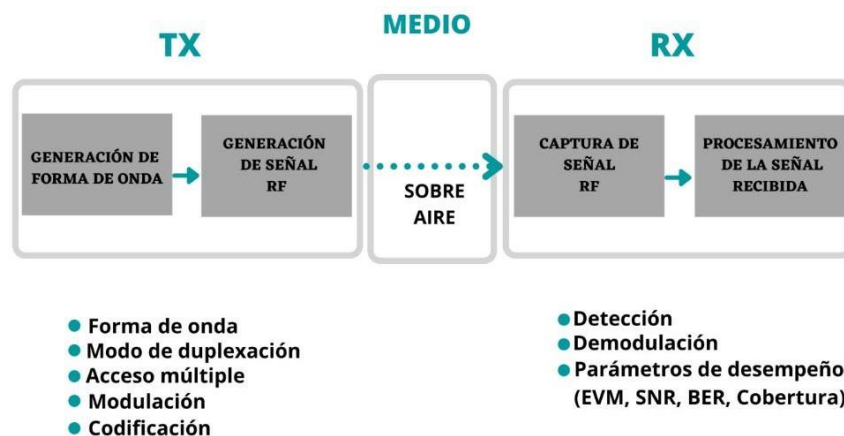 MEDIO
TX
RX
GENERACIÓN DE
FORMA DE ONDA
GENERACIÓN
DE SEÑAL
RF
SOBRE
AIRE
CAPTURA DE
SEÑAL
RF
PROCESAMIENTO
DE LA SEÑAL
RECIBIDA
Forma de onda
Modo de duplexación
Acceso múltiple
Modulación
Codificación
Detección
Demodulación
Parámetros de desempeño
(EVM, SNR, BER, Cobertura)